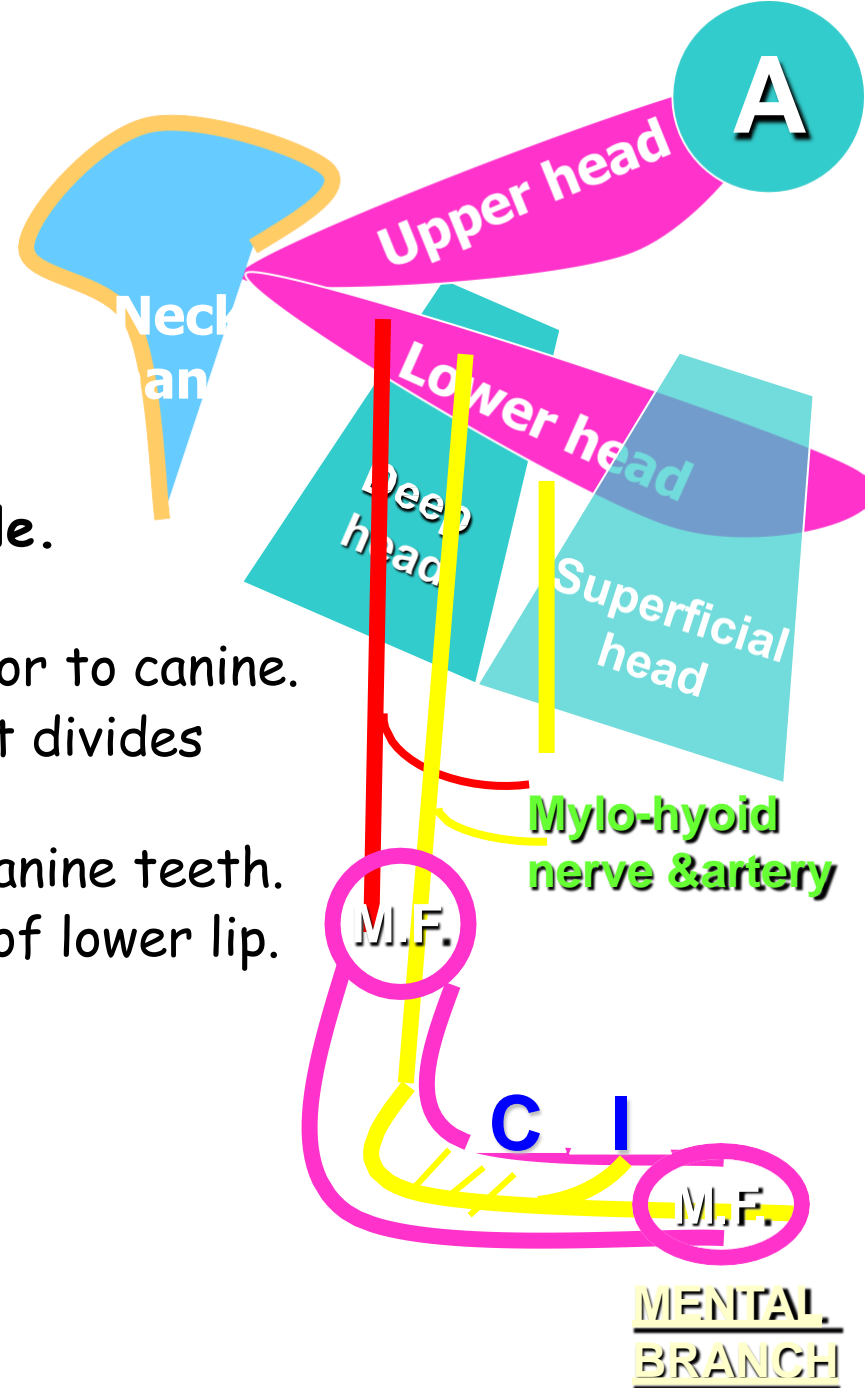 A
Upper head
Neck
an
Lower head
le.
Deep
head
Superficial
head
or to canine.
t divides
Mylo-hyoid
nerve &artery
anine teeth.
M.F.
of lower lip.
C I
M.F.
MENTAL
BRANCH